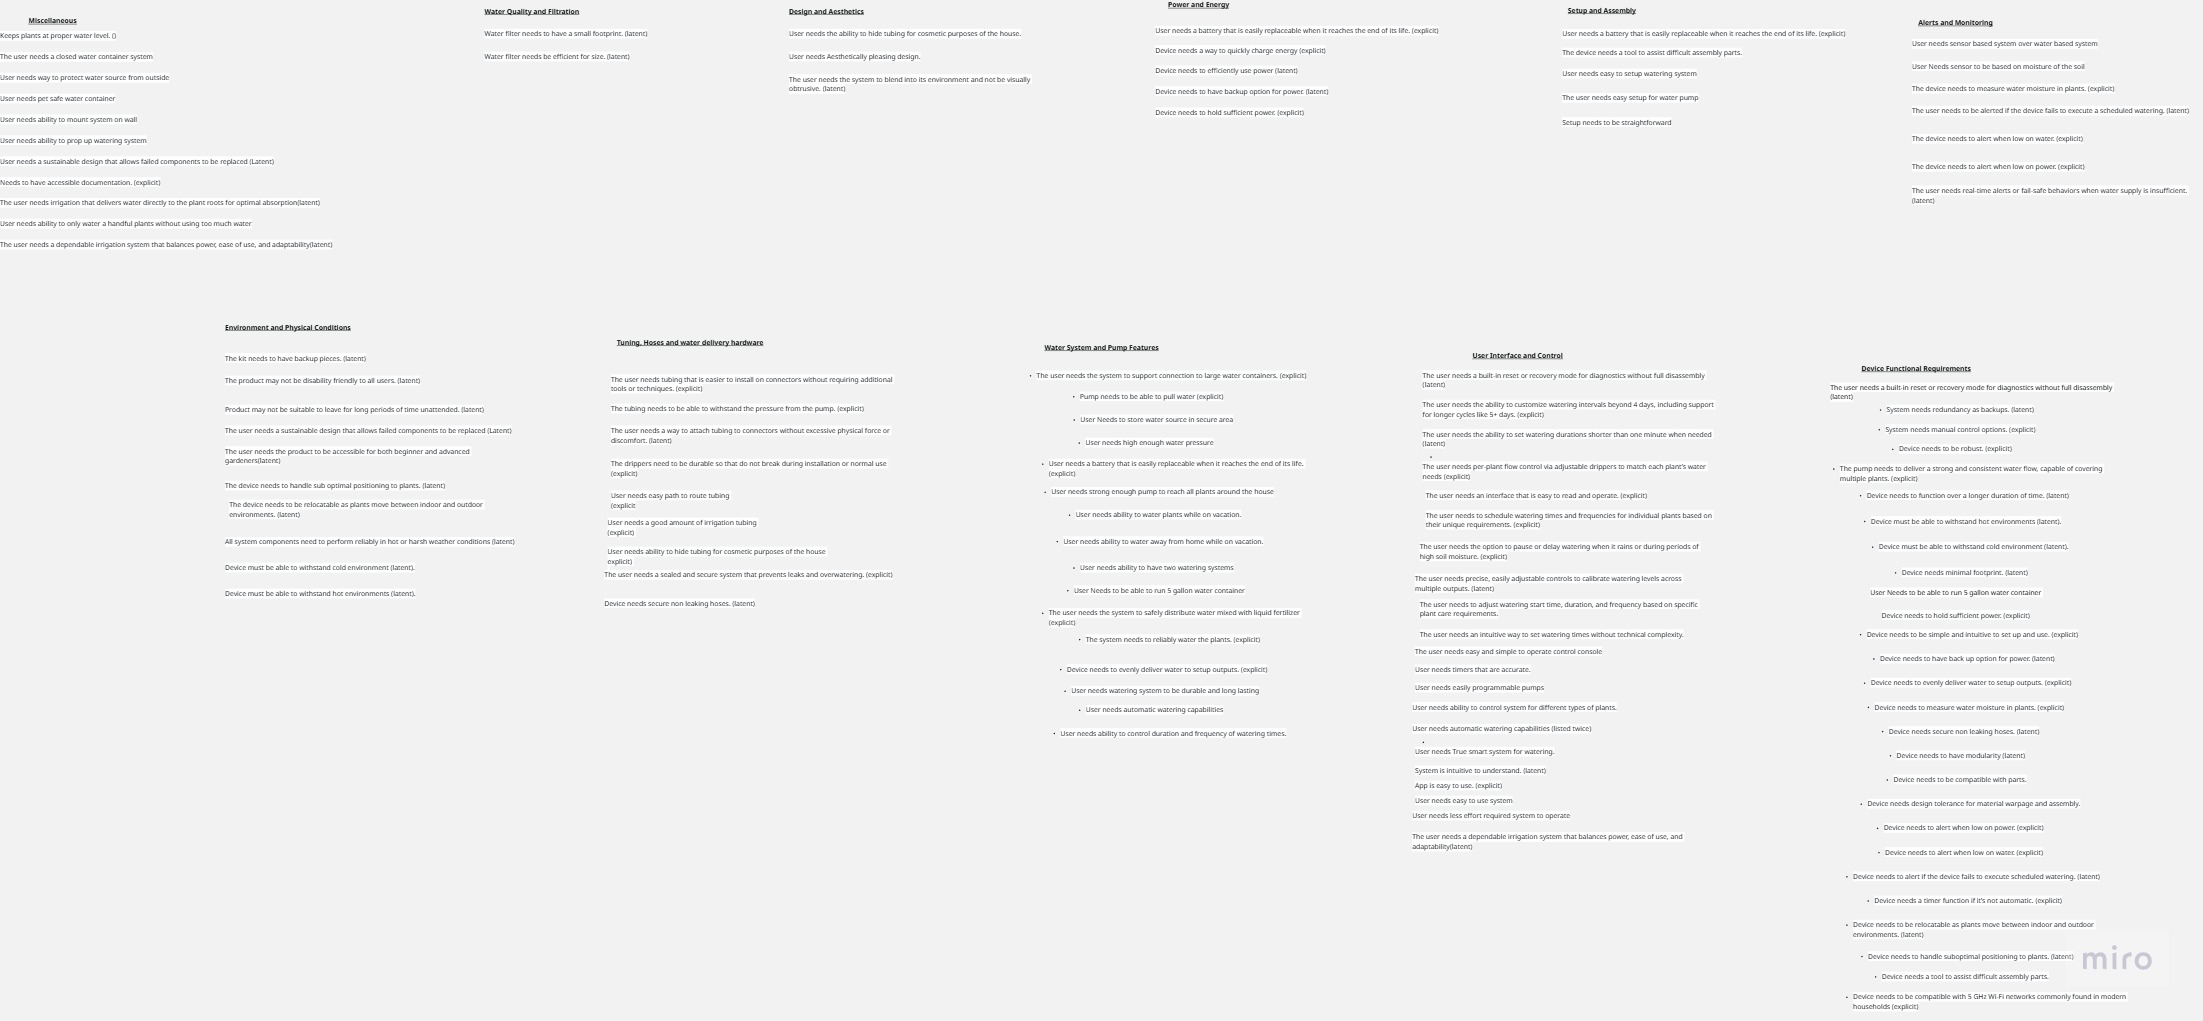 Miscellaneous
Keeps plants at proper water level. ()
The user needs a closed water container system
User needs way to protect water source from outside
User needs pet safe water container
User needs ability to mount system on wall
User needs ability to prop up watering system
User needs a sustainable design that allows failed components to be replaced (Latent)
Needs to have accessible documentation. (explicit)
The user needs irrigation that delivers water directly to the plant roots for optimal absorption(latent)
User needs ability to only water a handful plants without using too much water
The user needs a dependable irrigation system that balances power, ease of use, and adaptability(latent)
Water Quality and Filtration
Water filter needs to have a small footprint. (latent)
Water filter needs be efficient for size. (latent)
Design and Aesthetics
User needs the ability to hide tubing for cosmetic purposes of the house.
User needs Aesthetically pleasing design.
The user needs the system to blend into its environment and not be visually
obtrusive. (latent)
Power and Energy
User needs a battery that is easily replaceable when it reaches the end of its life. (explicit)
Device needs a way to quickly charge energy (explicit)
Device needs to efficiently use power (latent)
Device needs to have backup option for power. (latent)
Device needs to hold sufficient power. (explicit)
Setup and Assembly
User needs a battery that is easily replaceable when it reaches the end of its life. (explicit)
The device needs a tool to assist difficult assembly parts.
User needs easy to setup watering system
The user needs easy setup for water pump
Setup needs to be straightforward
Alerts and Monitoring
User needs sensor based system over water based system
User Needs sensor to be based on moisture of the soil
The device needs to measure water moisture in plants. (explicit)
The user needs to be alerted if the device fails to execute a scheduled watering. (latent)
The device needs to alert when low on water. (explicit)
The device needs to alert when low on power. (explicit)
The user needs real-time alerts or fail-safe behaviors when water supply is insufficient.
(latent)
Environment and Physical Conditions
The kit needs to have backup pieces. (latent)
The product may not be disability friendly to all users. (latent)
Product may not be suitable to leave for long periods of time unattended. (latent)
The user needs a sustainable design that allows failed components to be replaced (Latent)
The user needs the product to be accessible for both beginner and advanced
gardeners(latent)
The device needs to handle sub optimal positioning to plants. (latent)
The device needs to be relocatable as plants move between indoor and outdoor
environments. (latent)
All system components need to perform reliably in hot or harsh weather conditions (latent)
Device must be able to withstand cold environment (latent).
Device must be able to withstand hot environments (latent).
Tuning, Hoses and water delivery hardware
The user needs tubing that is easier to install on connectors without requiring additional
tools or techniques. (explicit)
The tubing needs to be able to withstand the pressure from the pump. (explicit)
The user needs a way to attach tubing to connectors without excessive physical force or
discomfort. (latent)
The drippers need to be durable so that do not break during installation or normal use
(explicit)
User needs easy path to route tubing
(explicit
User needs a good amount of irrigation tubing
(explicit)
User needs ability to hide tubing for cosmetic purposes of the house
explicit)
The user needs a sealed and secure system that prevents leaks and overwatering. (explicit)
Device needs secure non leaking hoses. (latent)
Water System and Pump Features
• The user needs the system to support connection to large water containers. (explicit)
• Pump needs to be able to pull water (explicit)
• User Needs to store water source in secure area
• User needs high enough water pressure
• User needs a battery that is easily replaceable when it reaches the end of its life.
(explicit)
• User needs strong enough pump to reach all plants around the house
• User needs ability to water plants while on vacation.
• User needs ability to water away from home while on vacation.
• User needs ability to have two watering systems
• User Needs to be able to run 5 gallon water container
• The user needs the system to safely distribute water mixed with liquid fertilizer
(explicit)
• The system needs to reliably water the plants. (explicit)
• Device needs to evenly deliver water to setup outputs. (explicit)
• User needs watering system to be durable and long lasting
• User needs automatic watering capabilities
• User needs ability to control duration and frequency of watering times.
User Interface and Control
The user needs a built-in reset or recovery mode for diagnostics without full disassembly
(latent)
The user needs the ability to customize watering intervals beyond 4 days, including support
for longer cycles like 5+ days. (explicit)
The user needs the ability to set watering durations shorter than one minute when needed
(latent)
•
The user needs per-plant flow control via adjustable drippers to match each plant's water
needs (explicit)
The user needs an interface that is easy to read and operate. (explicit)
The user needs to schedule watering times and frequencies for individual plants based on
their unique requirements. (explicit)
The user needs the option to pause or delay watering when it rains or during periods of
high soil moisture. (explicit)
The user needs precise, easily adjustable controls to calibrate watering levels across
multiple outputs. (latent)
The user needs to adjust watering start time, duration, and frequency based on specific
plant care requirements.
The user needs an intuitive way to set watering times without technical complexity.
The user needs easy and simple to operate control console
User needs timers that are accurate.
User needs easily programmable pumps
User needs ability to control system for different types of plants.
User needs automatic watering capabilities (listed twice)
•
User needs True smart system for watering.
System is intuitive to understand. (latent)
App is easy to use. (explicit)
User needs easy to use system
User needs less effort required system to operate
The user needs a dependable irrigation system that balances power, ease of use, and
adaptability(latent)
Device Functional Requirements
The user needs a built-in reset or recovery mode for diagnostics without full disassembly
(latent)
• System needs redundancy as backups. (latent)
• System needs manual control options. (explicit)
• Device needs to be robust. (explicit)
• The pump needs to deliver a strong and consistent water flow, capable of covering
multiple plants. (explicit)
• Device needs to function over a longer duration of time. (latent)
• Device must be able to withstand hot environments (latent).
• Device must be able to withstand cold environment (latent).
• Device needs minimal footprint. (latent)
User Needs to be able to run 5 gallon water container
Device needs to hold sufficient power. (explicit)
• Device needs to be simple and intuitive to set up and use. (explicit)
• Device needs to have back up option for power. (latent)
• Device needs to evenly deliver water to setup outputs. (explicit)
• Device needs to measure water moisture in plants. (explicit)
• Device needs secure non leaking hoses. (latent)
• Device needs to have modularity (latent)
• Device needs to be compatible with parts.
• Device needs design tolerance for material warpage and assembly.
• Device needs to alert when low on power. (explicit)
• Device needs to alert when low on water. (explicit)
• Device needs to alert if the device fails to execute scheduled watering. (latent)
• Device needs a timer function if it's not automatic. (explicit)
• Device needs to be relocatable as plants move between indoor and outdoor
environments. (latent)
• Device needs to handle suboptimal positioning to plants. (latent)
• Device needs a tool to assist difficult assembly parts.
• Device needs to be compatible with 5 GHz Wi-Fi networks commonly found in modern
households (explicit)
miro